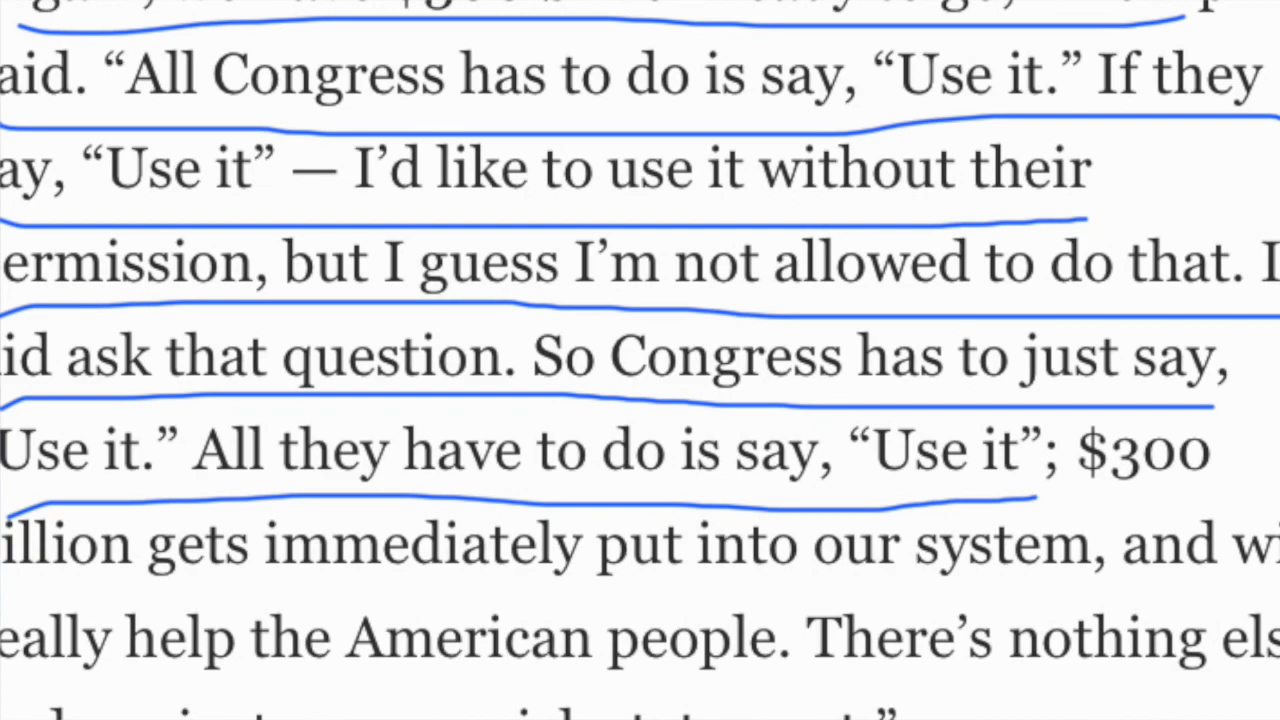 aid. “All Congress has to do is say, “Use it.” If they
ay, “Use it” — I’d like to use it without their
ermission, but I guess I’m not allowed to do that. I
id ask that question. So Congress has to just say,
Use it.” All they have to do is say, “Use it”; $300
illion gets immediately put into our system, and wi
eally help the American people. There’s nothing els